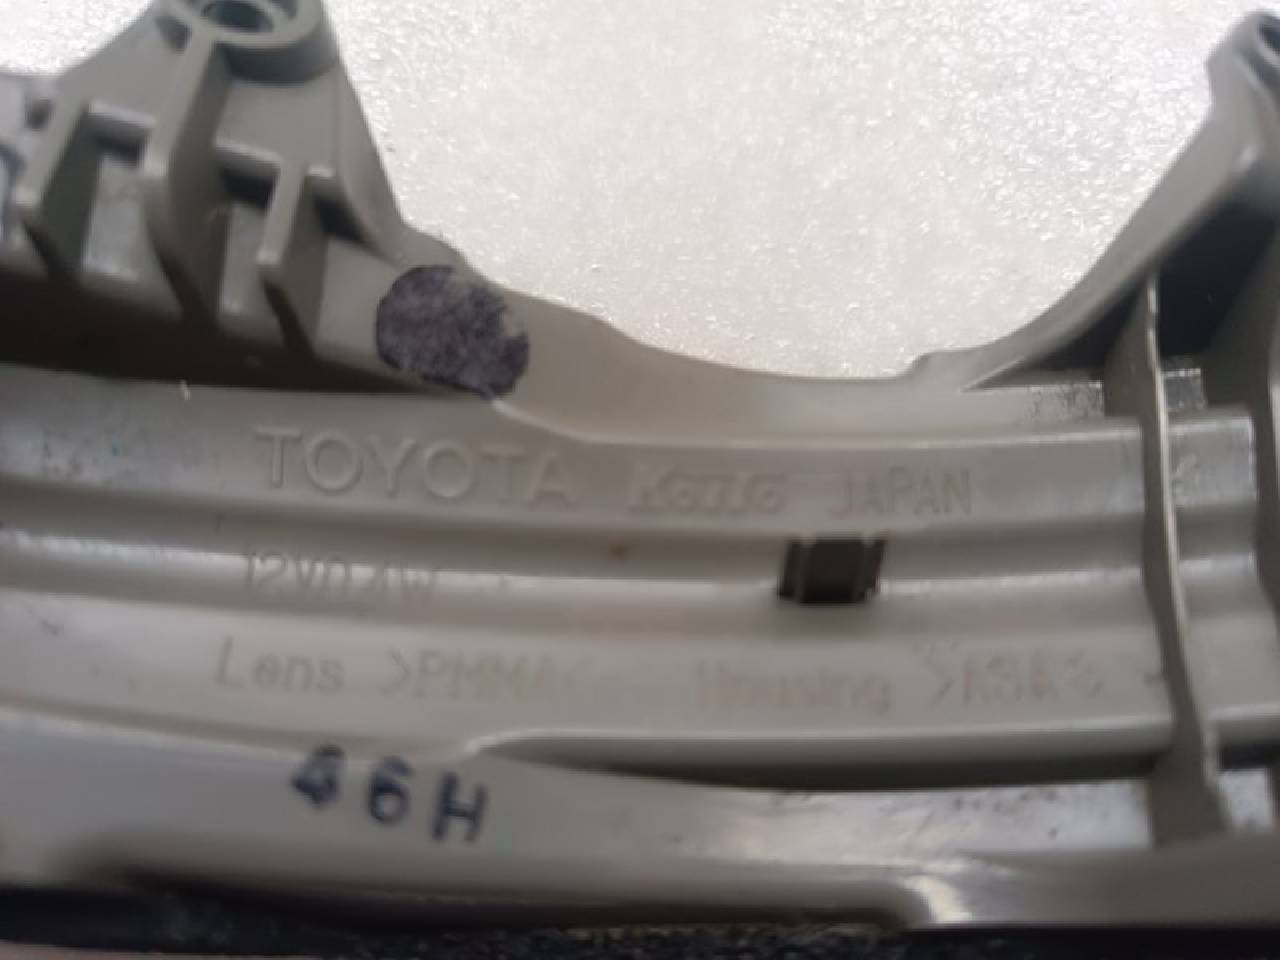 TOYOTA Koito JAPAN
Lens >PMMA< Housing >ASA<
46H